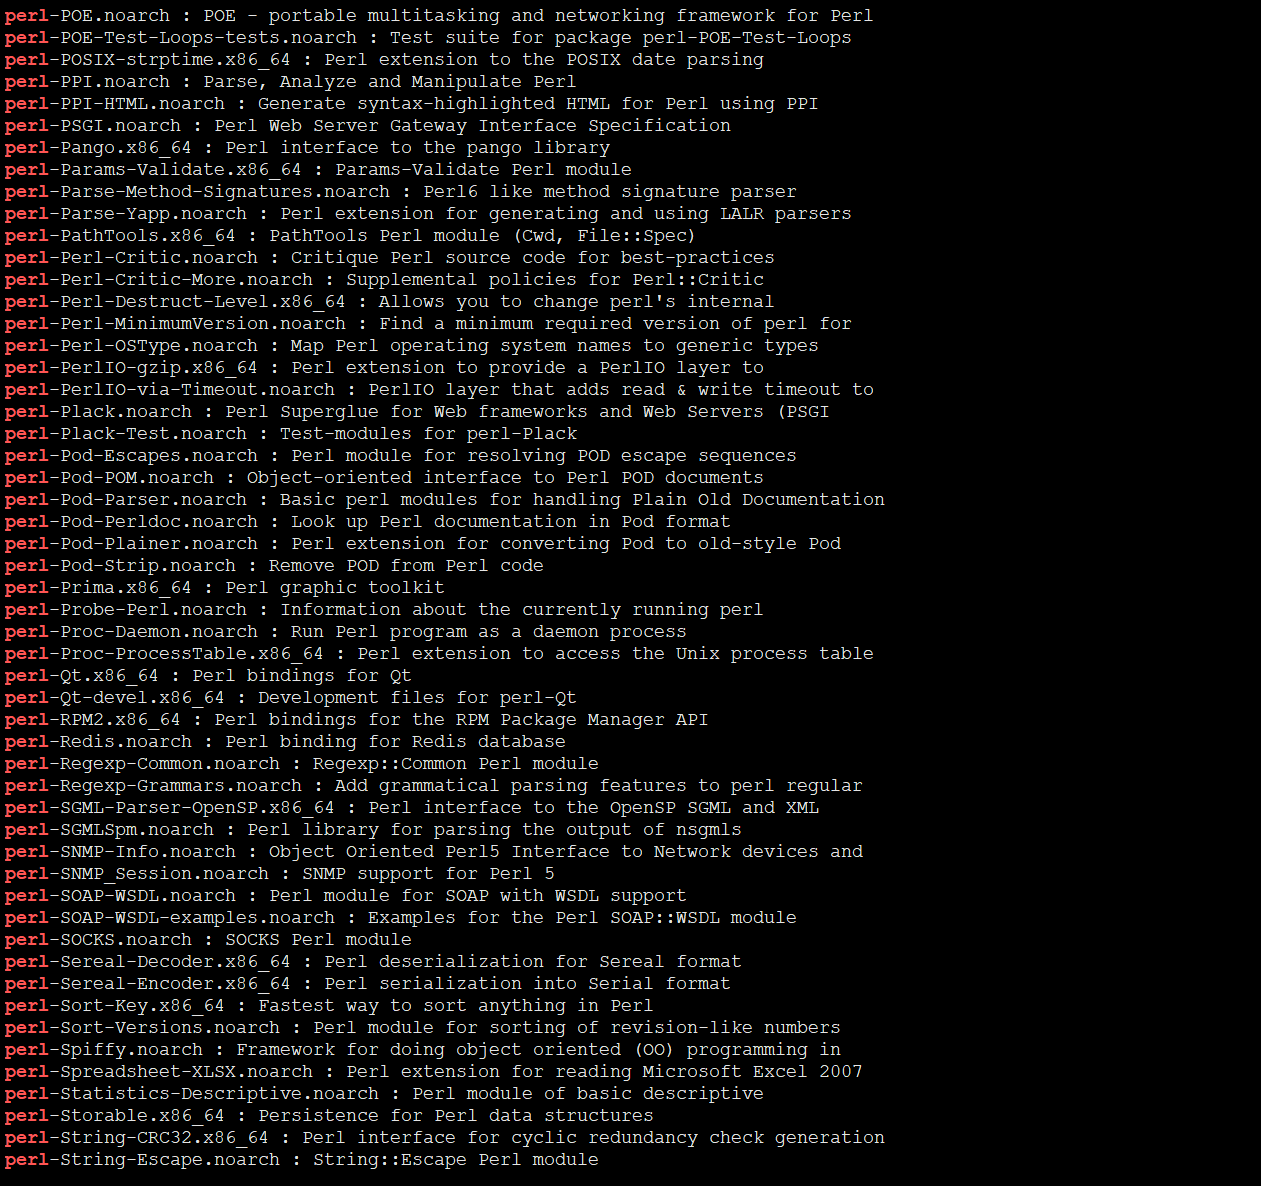 perl-POE.noarch : POE - portable multitasking and networking framework for Perl
perl-POE-Test-Loops-tests.noarch : Test suite for package perl-POE-Test-Loops
perl-POSIX-strptime.x86_64 : Perl extension to the POSIX date parsing
perl-PPI.noarch : Parse, Analyze and Manipulate Perl
perl-PPI-HTML.noarch : Generate syntax-highlighted HTML for Perl using PPI
perl-PSGI.noarch : Perl Web Server Gateway Interface Specification
perl-Pango.x86_64 : Perl interface to the pango library
perl-Params-Validate.x86_64 : Params-Validate Perl module
perl-Parse-Method-Signatures.noarch : Perl6 like method signature parser
perl-Parse-Yapp.noarch : Perl extension for generating and using LALR parsers
perl-PathTools.x86_64 : PathTools Perl module (Cwd, File::Spec)
perl-Perl-Critic.noarch : Critique Perl source code for best-practices
perl-Perl-Critic-More.noarch : Supplemental policies for Perl::Critic
perl-Perl-Destruct-Level.x86_64 : Allows you to change perl's internal
perl-Perl-MinimumVersion.noarch : Find a minimum required version of perl for
perl-Perl-OSType.noarch : Map Perl operating system names to generic types
perl-PerlIO-gzip.x86_64 : Perl extension to provide a PerlIO layer to
perl-PerlIO-via-Timeout.noarch : PerlIO layer that adds read & write timeout to
perl-Plack.noarch : Perl Superglue for Web frameworks and Web Servers (PSGI
perl-Plack-Test.noarch : Test-modules for perl-Plack
perl-Pod-Escapes.noarch : Perl module for resolving POD escape sequences
perl-Pod-POM.noarch : Object-oriented interface to Perl POD documents
perl-Pod-Parser.noarch : Basic perl modules for handling Plain Old Documentation
perl-Pod-Perldoc.noarch : Look up Perl documentation in Pod format
perl-Pod-Plainer.noarch : Perl extension for converting Pod to old-style Pod
perl-Pod-Strip.noarch : Remove POD from Perl code
perl-Prima.x86_64 : Perl graphic toolkit
perl-Probe-Perl.noarch : Information about the currently running perl
perl-Proc-Daemon.noarch : Run Perl program as a daemon process
perl-Proc-ProcessTable.x86_64 : Perl extension to access the Unix process table
perl-Qt.x86_64 : Perl bindings for Qt
perl-Qt-devel.x86_64 : Development files for perl-Qt
perl-RPM2.x86_64 : Perl bindings for the RPM Package Manager API
perl-Redis.noarch : Perl binding for Redis database
perl-Regexp-Common.noarch : Regexp::Common Perl module
perl-Regexp-Grammars.noarch : Add grammatical parsing features to perl regular
perl-SGML-Parser-OpenSP.x86_64 : Perl interface to the OpenSP SGML and XML
perl-SGMLSpm.noarch : Perl library for parsing the output of nsgmls
perl-SNMP-Info.noarch : Object Oriented Perl5 Interface to Network devices and
perl-SNMP_Session.noarch : SNMP support for Perl 5
perl-SOAP-WSDL.noarch : Perl module for SOAP with WSDL support
perl-SOAP-WSDL-examples.noarch : Examples for the Perl SOAP::WSDL module
perl-SOCKS.noarch : SOCKS Perl module
perl-Sereal-Decoder.x86_64 : Perl deserialization for Sereal format
perl-Sereal-Encoder.x86_64 : Perl serialization into Serial format
perl-Sort-Key.x86_64 : Fastest way to sort anything in Perl
perl-Sort-Versions.noarch : Perl module for sorting of revision-like numbers
perl-Spiffy.noarch : Framework for doing object oriented (OO) programming in
perl-Spreadsheet-XLSX.noarch : Perl extension for reading Microsoft Excel 2007
perl-Statistics-Descriptive.noarch : Perl module of basic descriptive
perl-Storable.x86_64 : Persistence for Perl data structures
perl-String-CRC32.x86_64 : Perl interface for cyclic redundancy check generation
perl-String-Escape.noarch : String::Escape Perl module